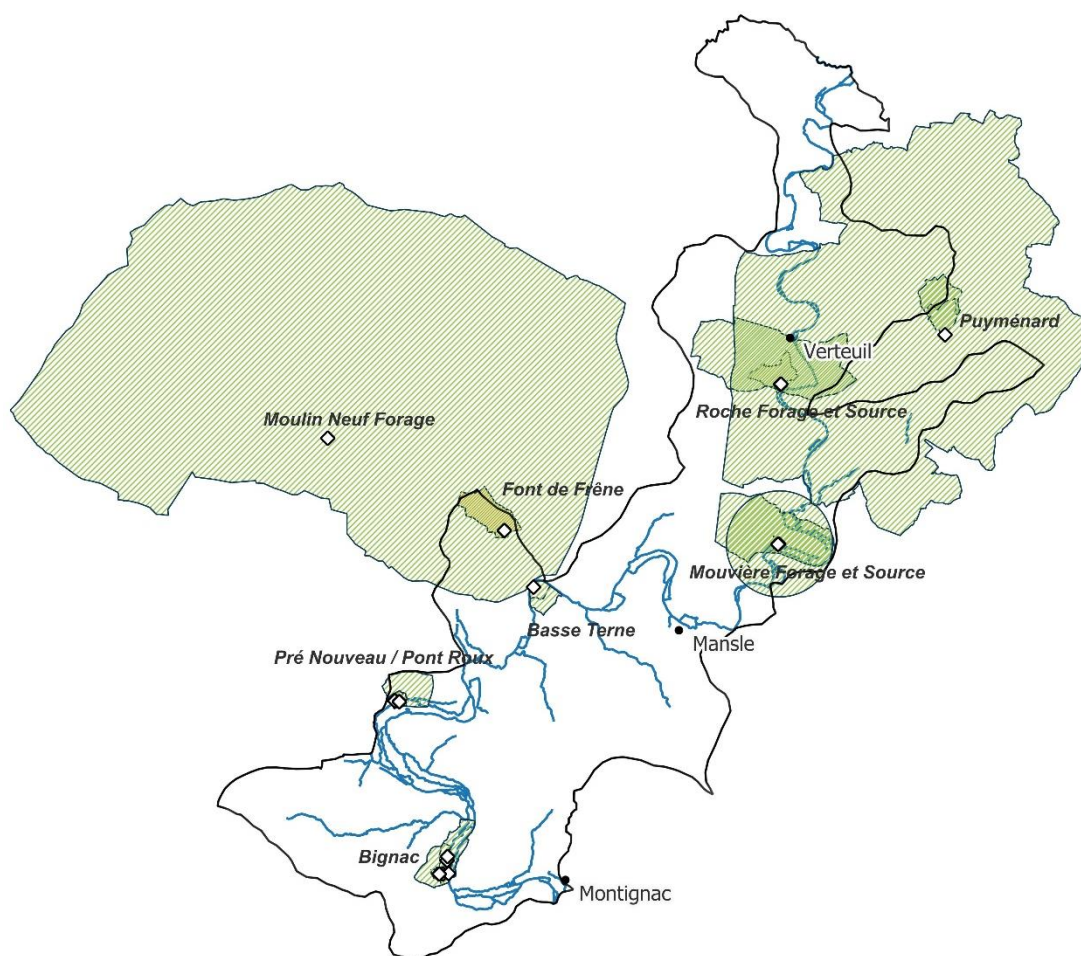 Puyménard
Verteuil
Roche Forage et Source
Moulin Neuf Forage
Font de Frêne
Mouvière Forage et Source
Basse Terne
Mansle
Pré Nouveau / Pont Roux
Bignac
Montignac